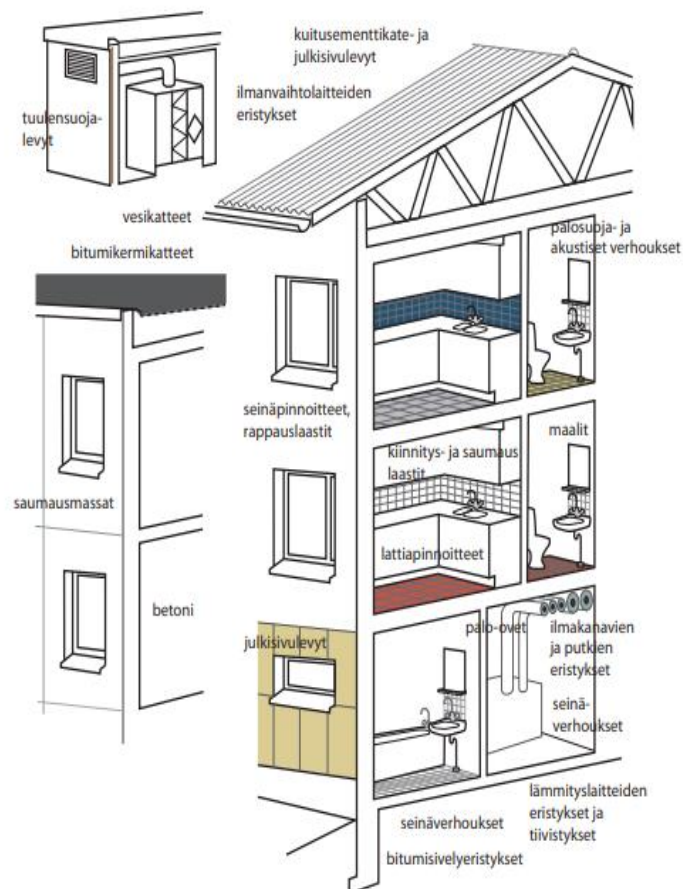 kuitusementtikate- ja
julkisivulevyt
ilmanvaihtolaitteiden
eristykset
tuulensuoja-
levyt
vesikatteet
bitumikermikatteet
palosuoja- ja
akustiset verhoukset
seinäpinnoitteet,
rappauslaastit
kiinnitys- ja saumaus
laastit
maalit
saumausmassat
lattiapinnoitteet
betoni
julkisivulevyt
palo-ovet
ilmakanavien
ja putkien
eristykset
seinä-
verhoukset
lämmityslaitteiden
eristykset ja
tiivistykset
seinäverhoukset
bitumisivelyeristykset